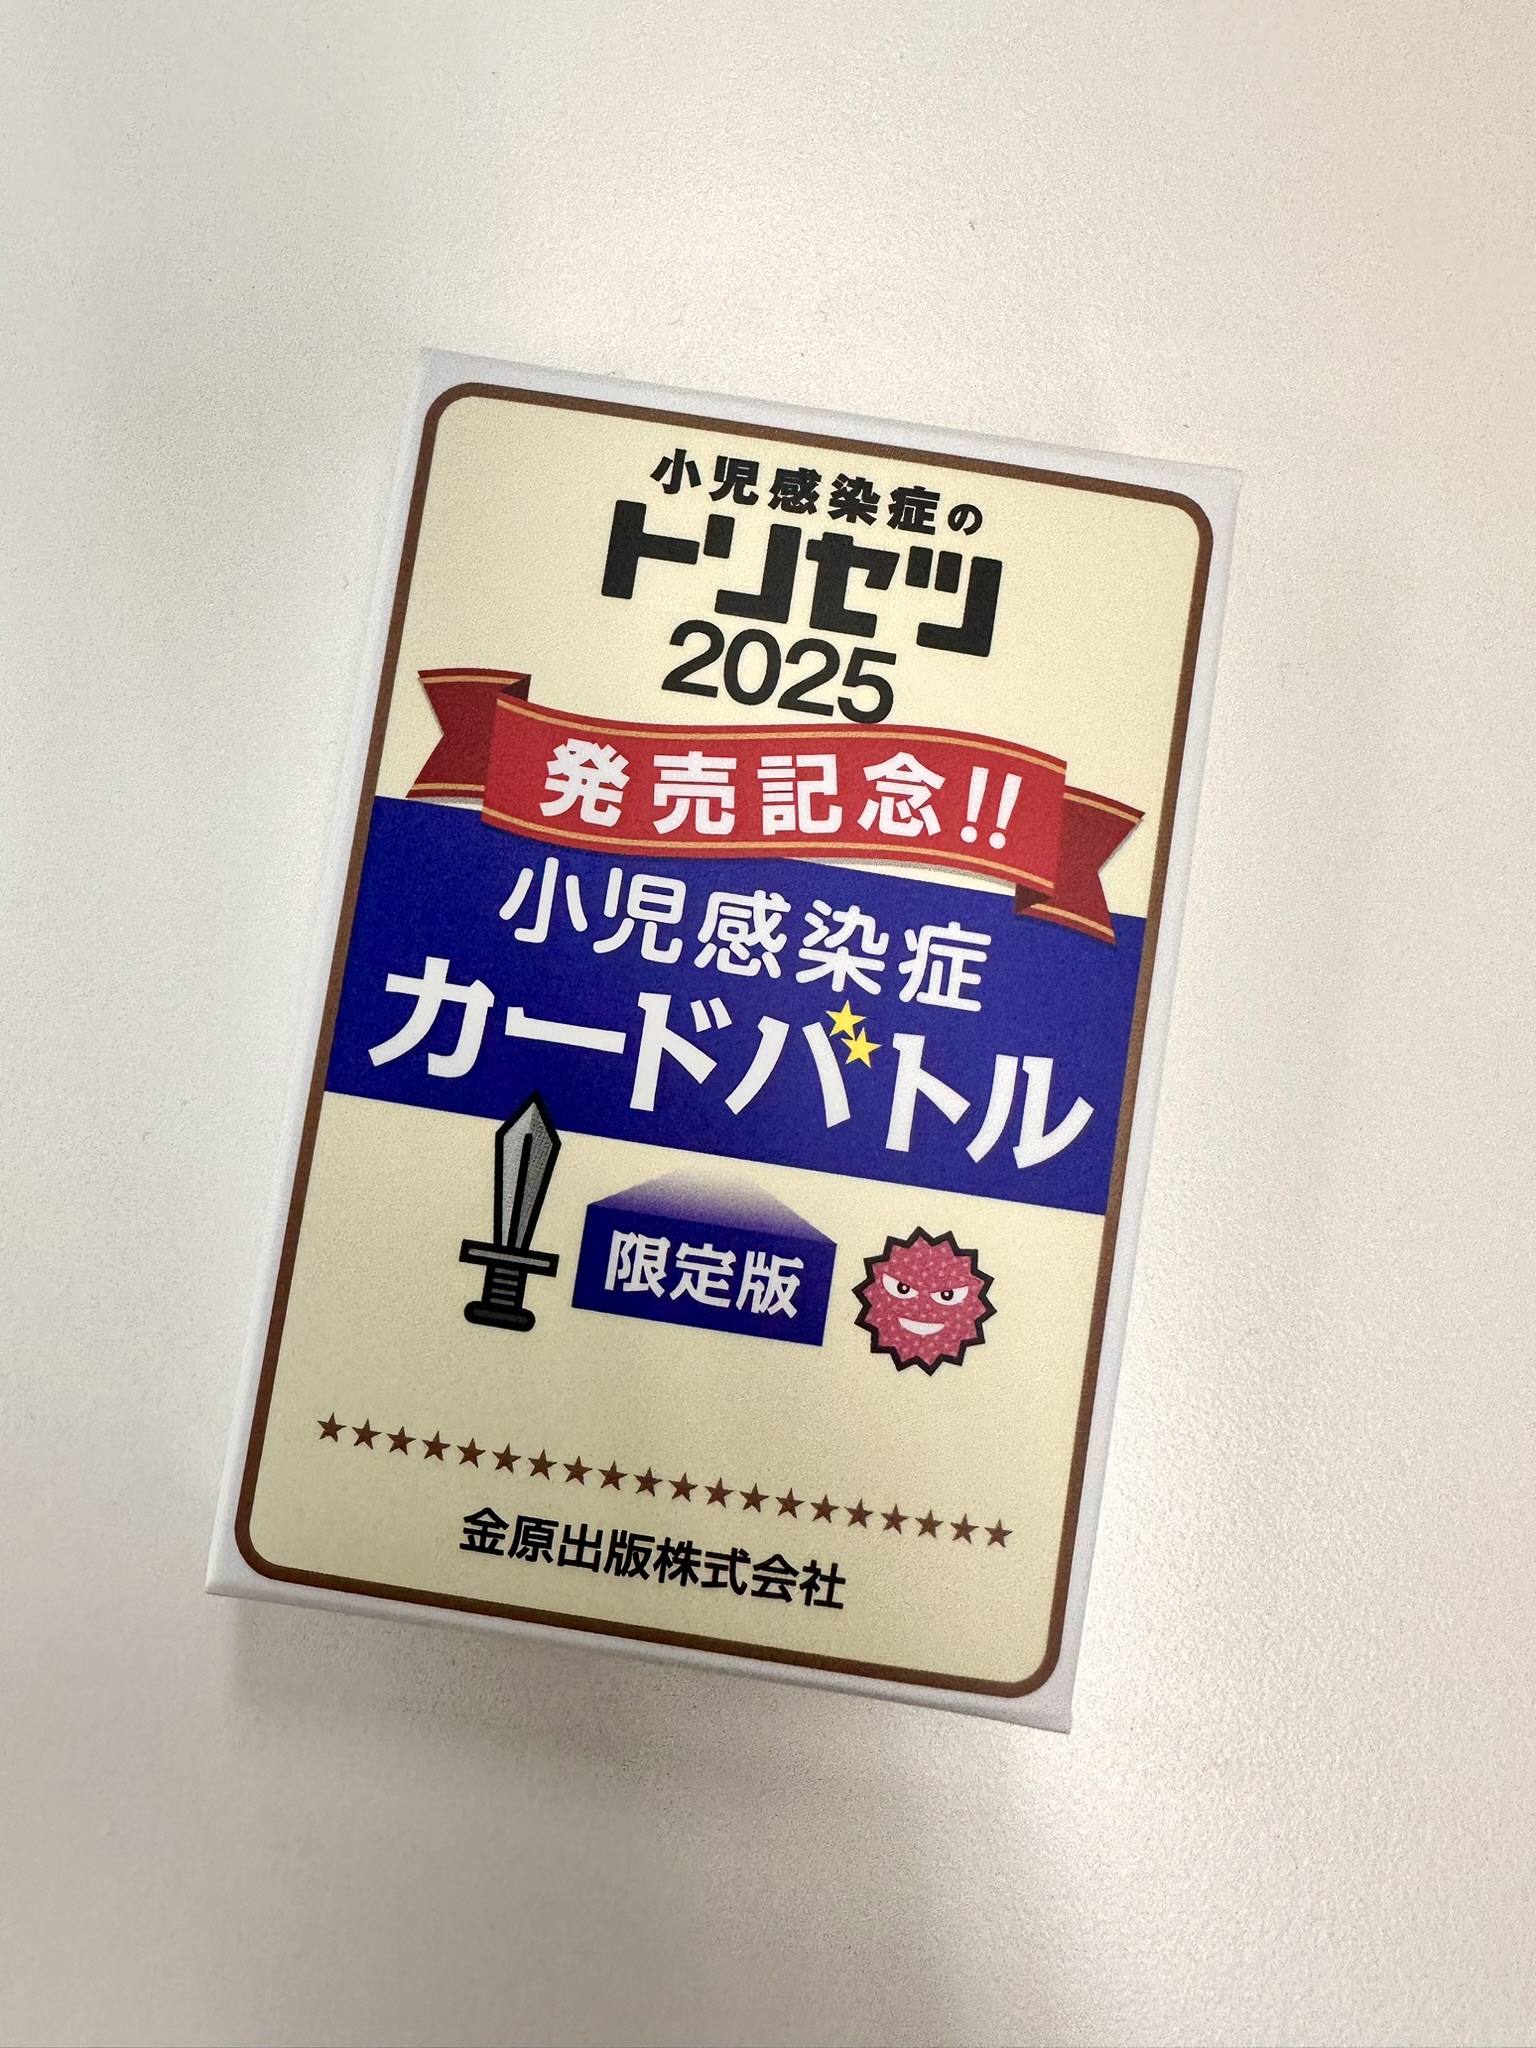 小児感染症の
トリセツ
2025
発売記念!!
小児感染症
カードバトル
限定版
金原出版株式会社